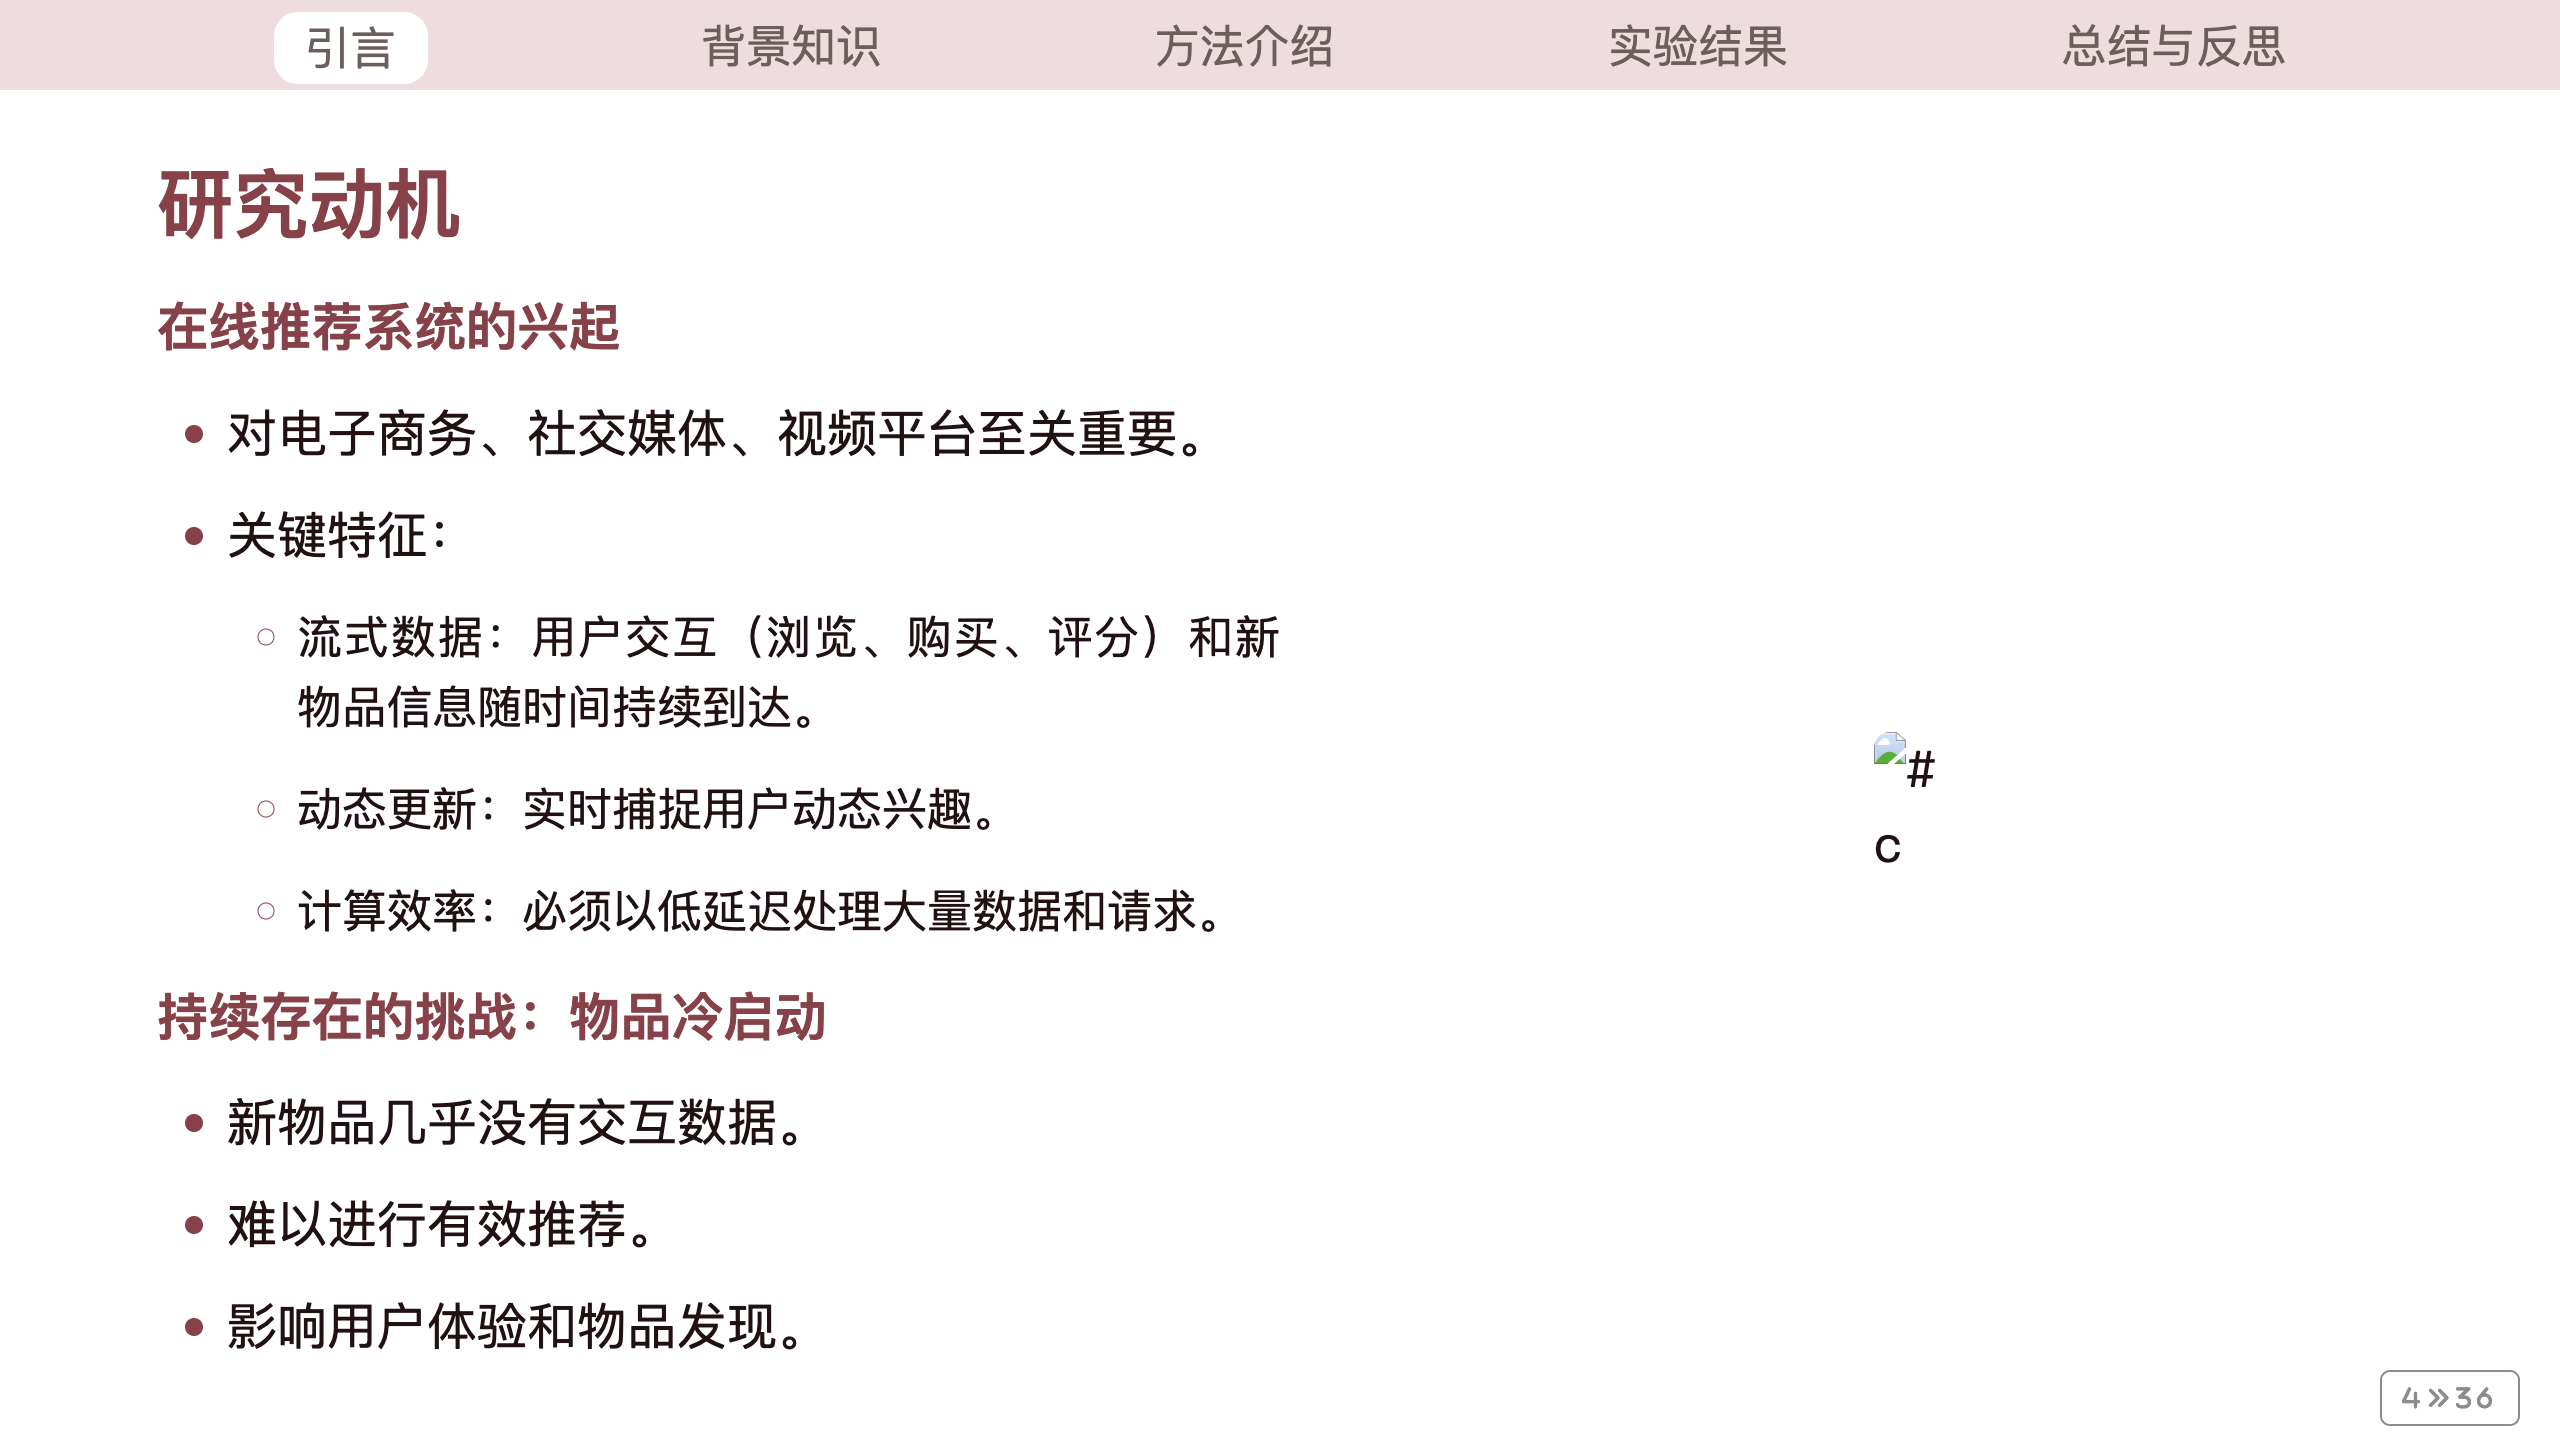 引言
背景知识
方法介绍
实验结果
总结与反思
研究动机
在线推荐系统的兴起
对电子商务、社交媒体、视频平台至关重要。
关键特征：
流式数据：用户交互（浏览、购买、评分）和新
物品信息随时间持续到达。
动态更新：实时捕捉用户动态兴趣。
计算效率：必须以低延迟处理大量数据和请求。
持续存在的挑战：物品冷启动
新物品几乎没有交互数据。
难以进行有效推荐。
影响用户体验和物品发现。
#
c
4»36